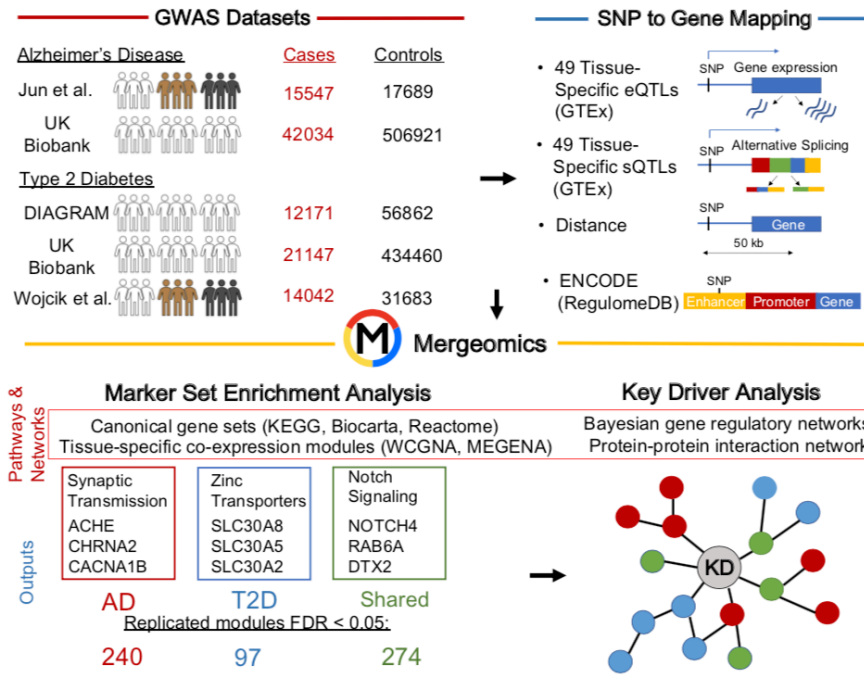 GWAS Datasets
Alzheimer's Disease
Cases
Controls
Jun et al.
15547
17689
UK
Biobank
42034
506921
Type 2 Diabetes
DIAGRAM
12171
56862
UK
Biobank
21147
434460
Wojcik et al.
14042
31683
SNP to Gene Mapping
• 49 Tissue-
Specific eQTLs
(GTEx)
SNP
Gene expression
• 49 Tissue-
Specific sQTLs
(GTEx)
SNP
Alternative Splicing
• Distance
SNP
Gene
50 kb
• ENCODE
(RegulomeDB)
SNP
Enhancer
Promoter
Gene
M
Mergeomics
Marker Set Enrichment Analysis
Key Driver Analysis
Pathways &
Networks
Canonical gene sets (KEGG, Biocarta, Reactome)
Tissue-specific co-expression modules (WCGNA, MEGENA)
Bayesian gene regulatory networks
Protein-protein interaction network
Outputs
Synaptic
Transmission
ACHE
CHRNA2
CACNA1B
AD
Zinc
Transporters
SLC30A8
SLC30A5
SLC30A2
T2D
Notch
Signaling
NOTCH4
RAB6A
DTX2
Shared
Replicated modules FDR < 0.05:
240
97
274
KD